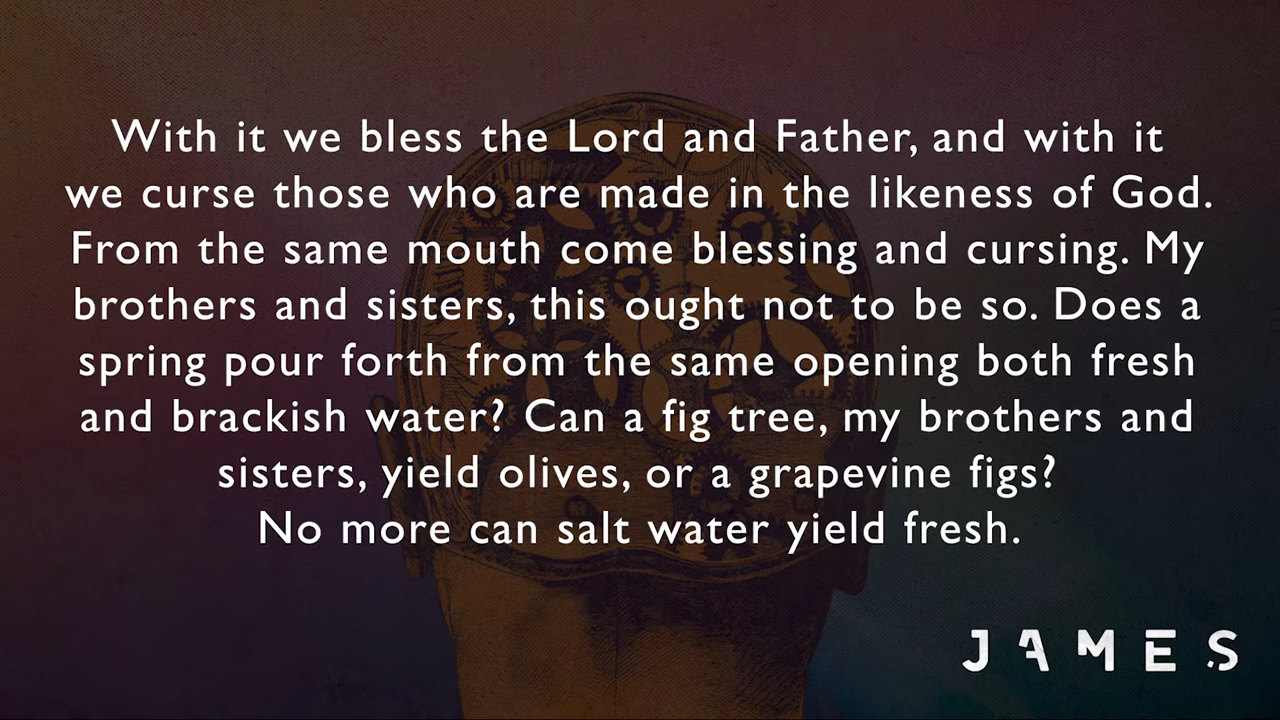 With it we bless the Lord and Father, and with it
we curse those who are made in the likeness of God.
From the same mouth come blessing and cursing. My
brothers and sisters, this ought not to be so. Does a
spring pour forth from the same opening both fresh
and brackish water? Can a fig tree, my brothers and
sisters, yield olives, or a grapevine figs?
No more can salt water yield fresh.
JAMES